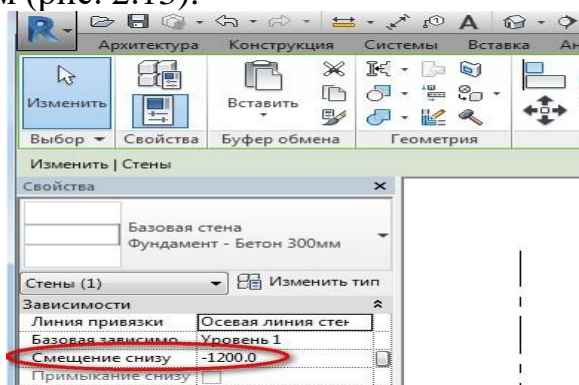 м (рис. 2.13).
Архитектура Конструкция Системы Вставка Ан
Изменить Вставить
Выбор Свойства Буфер обмена Геометрия
Изменить | Стены
Свойства
Базовая стена
Фундамент - Бетон 300мм
Стены (1) Изменить тип
Зависимости
Линия привязки Осевая линия стен
Базовая зависимо Уровень 1
Смещение снизу -1200.0
Примыкание снизу